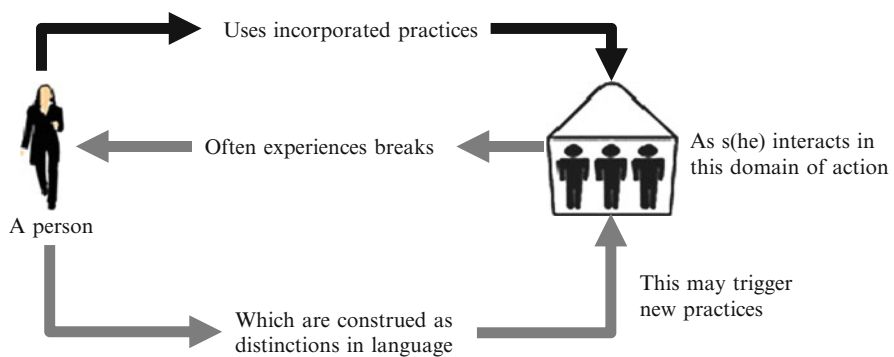 Uses incorporated practices
Often experiences breaks
As s(he) interacts in
this domain of action
A person
This may trigger
new practices
Which are construed as
distinctions in language